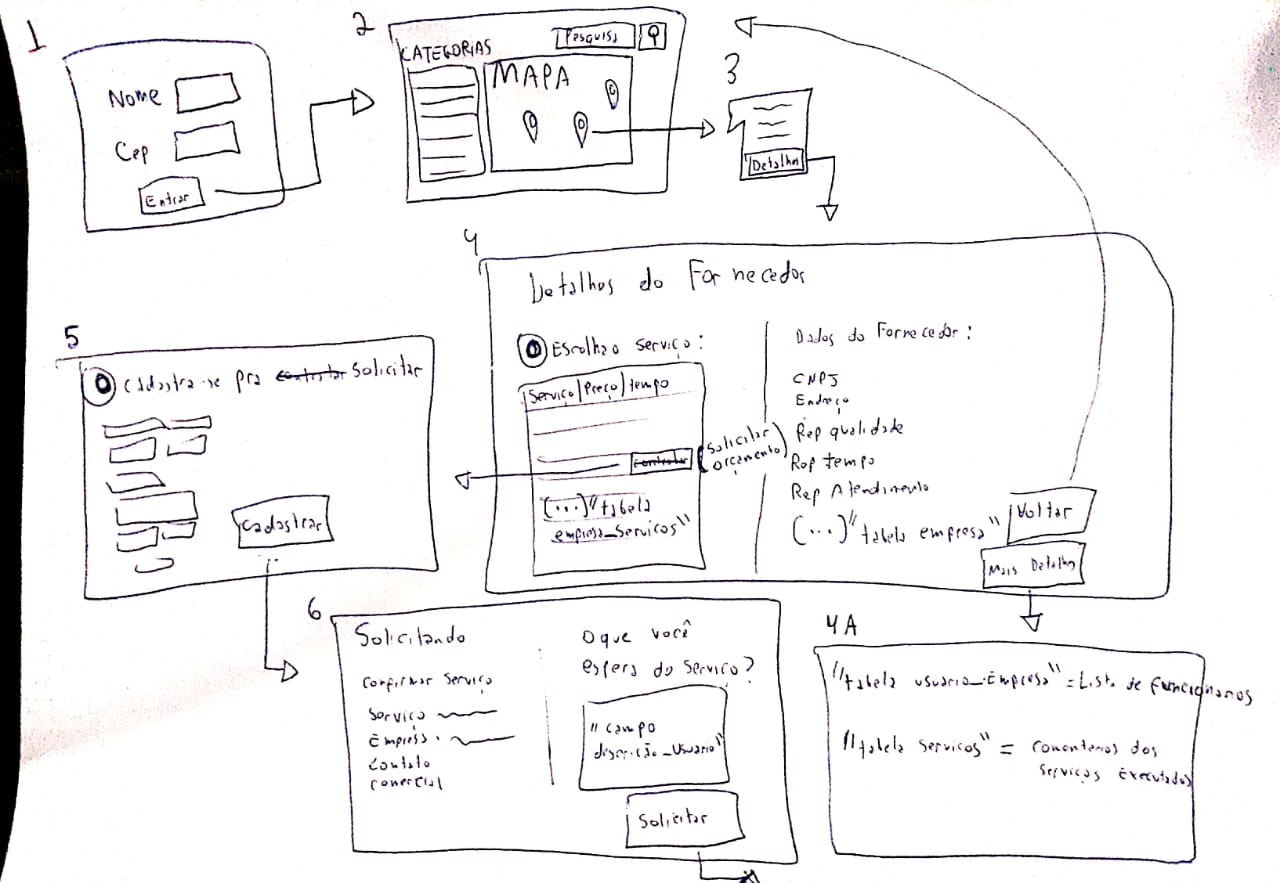 1
Nome
Cep
Entrar
2
CATEGORIAS
Pesquisa
MAPA
3
Detalhes
4
Detalhes do Fornecedor
Escolha o serviço:
Serviço | Preço | tempo
contratar
(Solicitar orçamento)
(...) "tabela
empresa_Serviços"
Dados do Fornecedor:
CNPJ
Endreço
Rep qualidade
Rep tempo
Rep Atendimento
(...) "tabela empresa"
Voltar
Mais Detalhes
5
Cadastra-se pra contratar Solicitar
Cadastrar
6
Solicitando
Confirmar Serviço
Serviço
Empresa.
Contato
comercial
O que você
espera do Serviço?
"campo
descrição_usuario"
Solicitar
4A
"tabela usuario_Empresa" = Lista de Funcionarios
"tabela Servicos" = comentarios dos
Serviços Executados